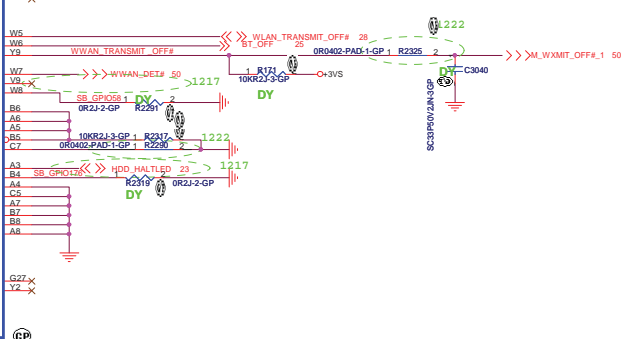 1222
W5 WLAN_TRANSMIT_OFF# 28
W6 BT_OFF 25
Y9 WWAN_TRANSMIT_OFF# 0R0402-PAD-1-GP 1 R2325 2 M_WXMIT_OFF#_1 50
W7 WWAN_DET# 50 1 R171 2 +3VS DY C3040
Y9 1217 10KR2J-3-GP
W8 SB_GPIO58 1 DY 2 DY
0R2J-2-GP R2291 SC33P50V2JN-3GP
B6
A6
A5
B5 10KR2J-3-GP 1 R2317 1222
C7 0R0402-PAD-1-GP R2290 2
A3 HDD_HALTLED 23 1217
B4 SB_GPIO176 1 2
A4 R2319 0R2J-2-GP
C5 DY
A7
B7
B8
A8
G27
Y2